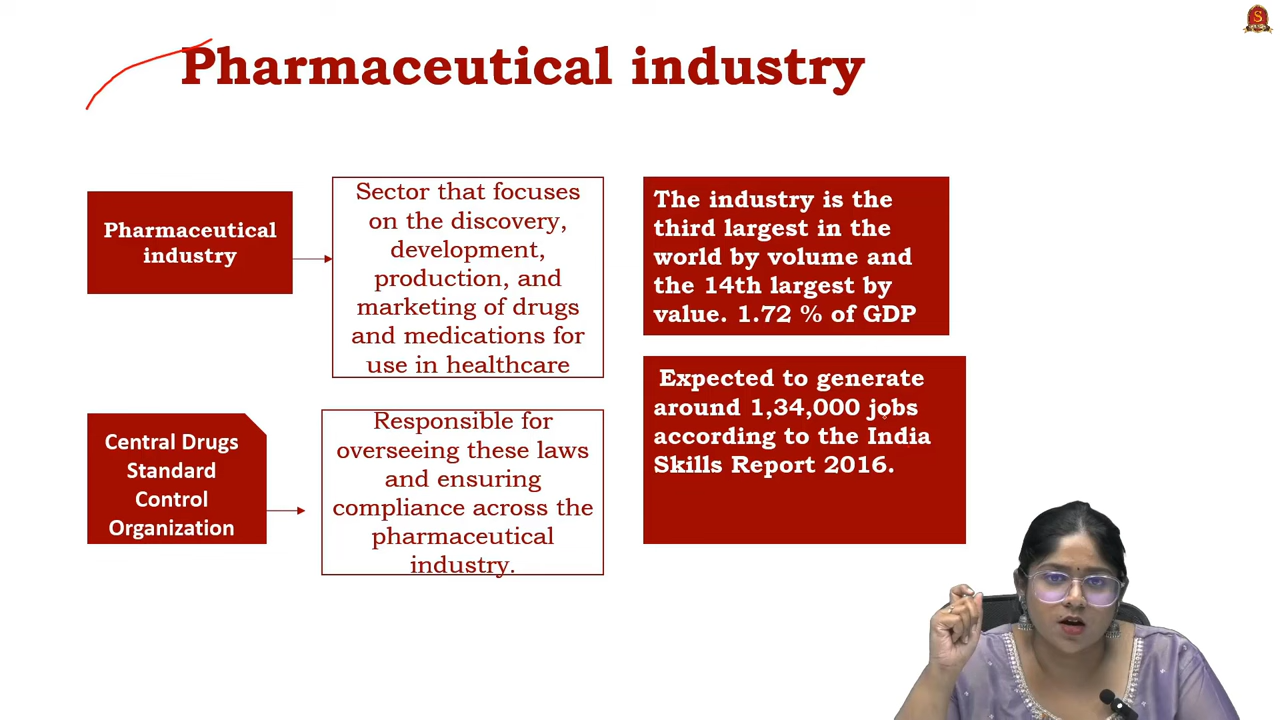 Pharmaceutical industry
Pharmaceutical
industry
Sector that focuses
on the discovery,
development,
production, and
marketing of drugs
and medications for
use in healthcare
The industry is the
third largest in the
world by volume and
the 14th largest by
value. 1.72 % of GDP
Central Drugs
Standard
Control
Organization
Responsible for
overseeing these laws
and ensuring
compliance across the
pharmaceutical
industry.
Expected to generate
around 1,34,000 jobs
according to the India
Skills Report 2016.
S